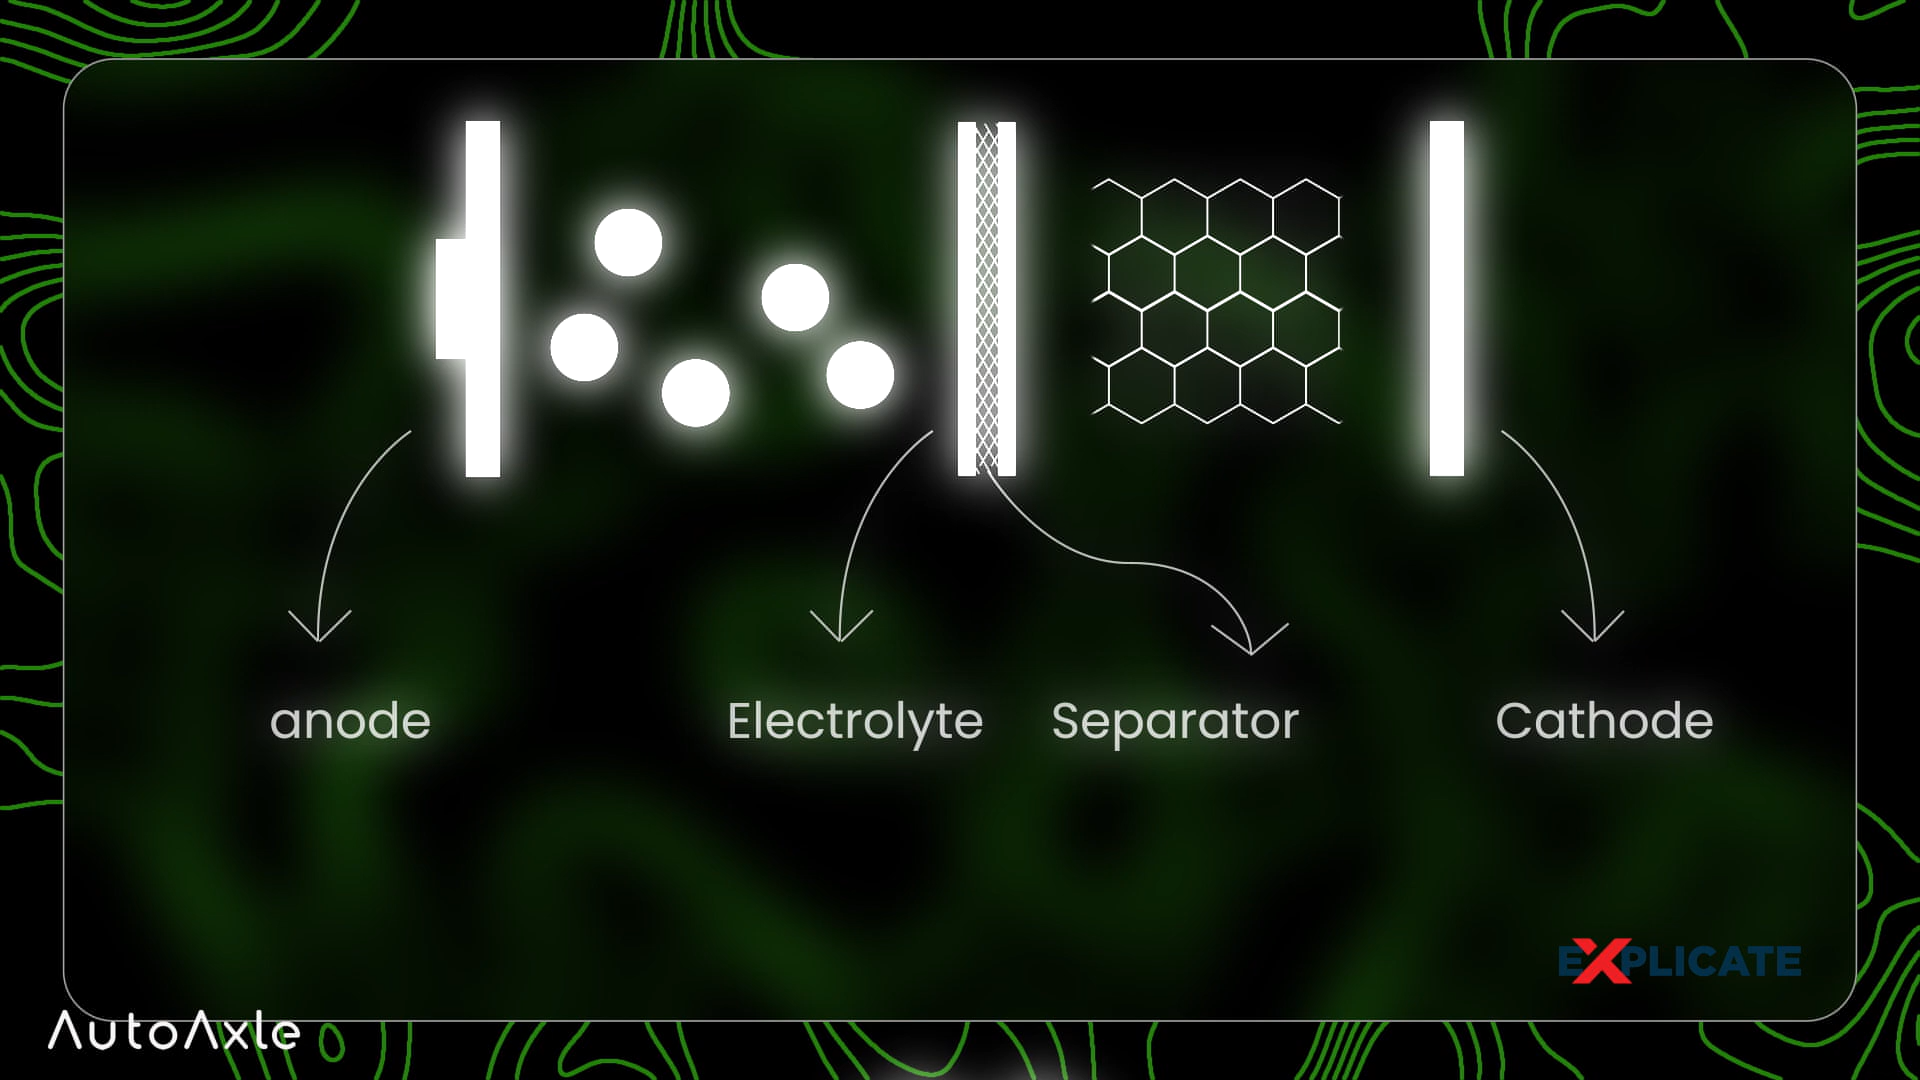 anode
Electrolyte
Separator
Cathode
EXPLICATE
AutoAxle